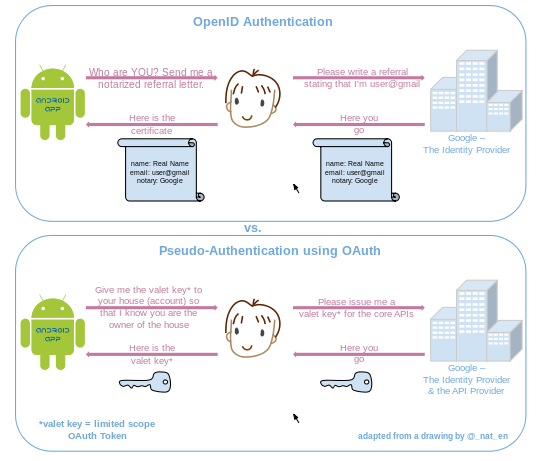 OpenID Authentication
Who are YOU? Send me a
notarized referral letter.
Please write a referral
stating that I'm user@gmail
ANDROID
APP
Here is the
certificate
Here you
go
Google –
The Identity Provider
name: Real Name
email: user@gmail
notary: Google
name: Real Name
email: user@gmail
notary: Google
vs.
Pseudo-Authentication using OAuth
Give me the valet key* to
your house (account) so
that I know you are the
owner of the house
Please issue me a
valet key* for the core APIs
ANDROID
APP
Here is the
valet key*
Here you
go
Google –
The Identity Provider
& the API Provider
*valet key = limited scope
OAuth Token
adapted from a drawing by @_nat_en